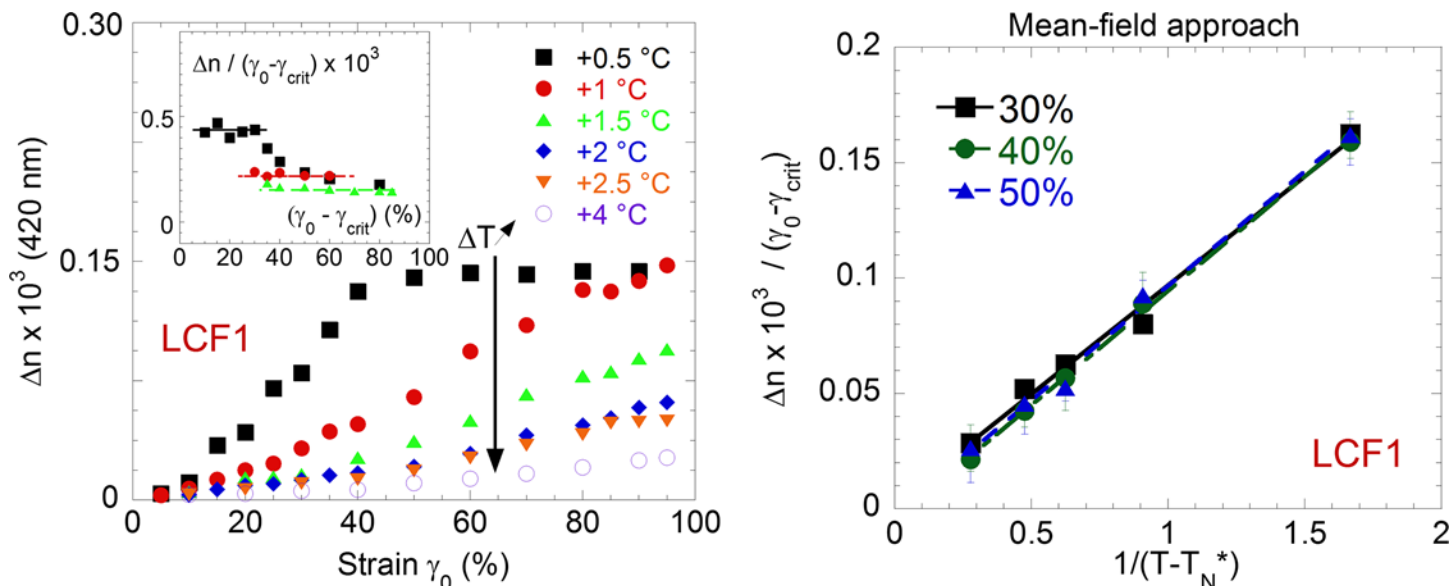 0.30
0.15
0
Δn x 10³ (420 nm)
0 20 40 60 80 100
Strain γ₀ (%)
Δn / (γ₀-γcrit) x 10³
0.5
0
(γ₀ - γcrit) (%)
0 20 40 60 80 100
+0.5 °C
+1 °C
+1.5 °C
+2 °C
+2.5 °C
+4 °C
ΔT
LCF1
Mean-field approach
0.2
0.15
0.1
0.05
0
Δn x 10³ / (γ₀-γcrit)
30%
40%
50%
LCF1
0 0.5 1 1.5 2
1/(T-T_N*)